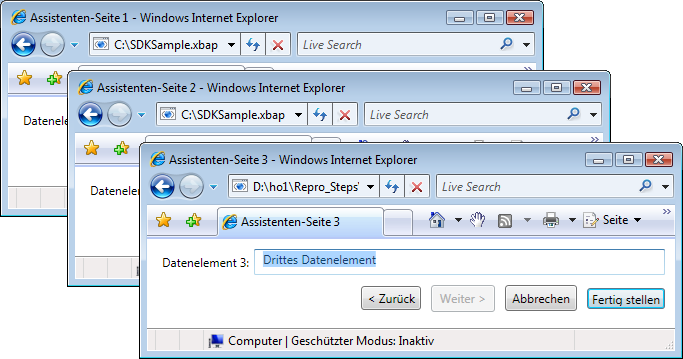 Assistenten-Seite 1 - Windows Internet Explorer
C:\SDKSample.xbap
Live Search
Assistenten-Seite 2 - Windows Internet Explorer
C:\SDKSample.xbap
Live Search
Assistenten-Seite 3 - Windows Internet Explorer
D:\ho1\Repro_Steps\
Live Search
Assistenten-Seite 3
Seite
Datenelement 3:
Drittes Datenelement
< Zurück
Weiter >
Abbrechen
Fertig stellen
Computer | Geschützter Modus: Inaktiv